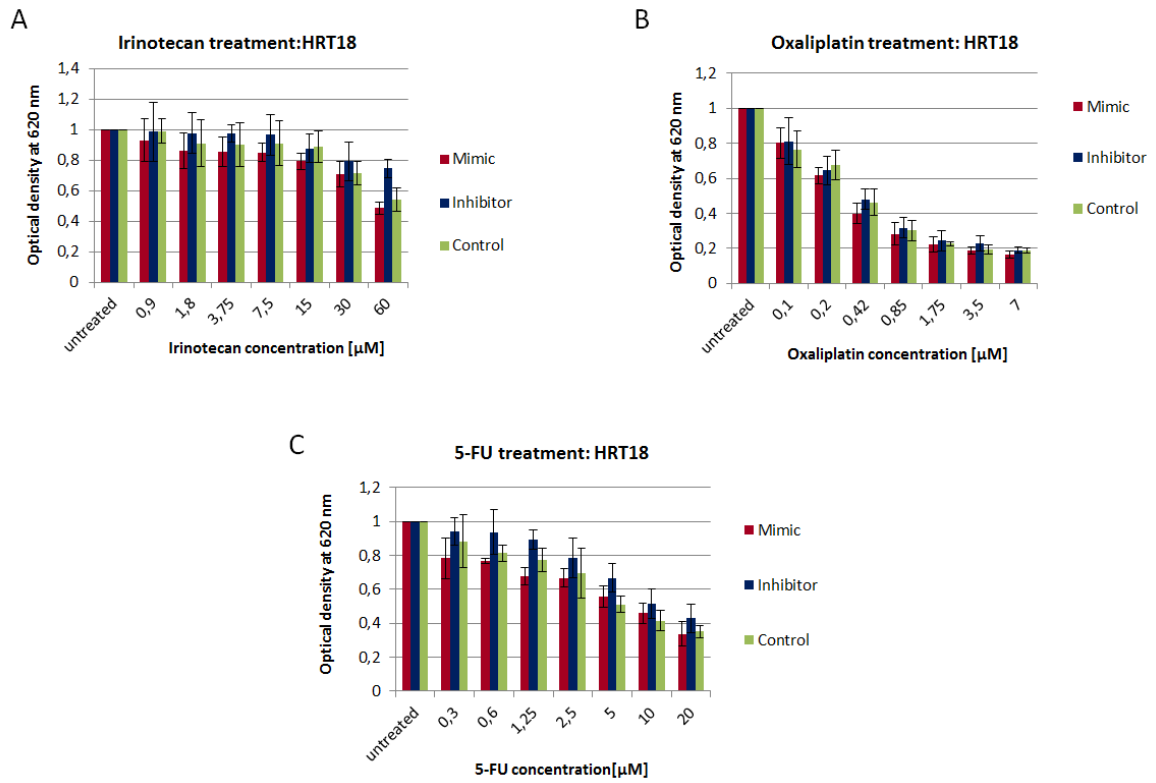 A
Irinotecan treatment:HRT18
Optical density at 620 nm
1,4
1,2
1
0,8
0,6
0,4
0,2
0
untreated
0,9
1,8
3,75
7,5
15
30
60
Irinotecan concentration [µM]
Mimic
Inhibitor
Control
B
Oxaliplatin treatment: HRT18
Optical density at 620 nm
1,2
1
0,8
0,6
0,4
0,2
0
untreated
0,1
0,2
0,42
0,85
1,75
3,5
7
Oxaliplatin concentration [µM]
Mimic
Inhibitor
Control
C
5-FU treatment: HRT18
Optical density at 620 nm
1,2
1
0,8
0,6
0,4
0,2
0
untreated
0,3
0,6
1,25
2,5
5
10
20
5-FU concentration[µM]
Mimic
Inhibitor
Control